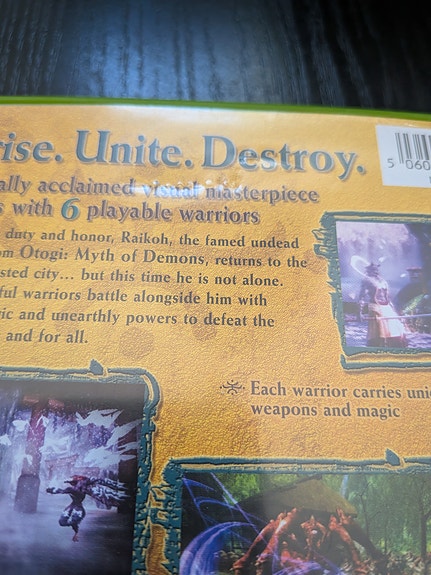 rise. Unite. Destroy.
ally acclaimed visual masterpiece
s with 6 playable warriors
duty and honor, Raikoh, the famed undead
om Otogi: Myth of Demons, returns to the
sted city... but this time he is not alone.
ful warriors battle alongside him with
ic and unearthly powers to defeat the
and for all.
5 060
Each warrior carries uni
weapons and magic